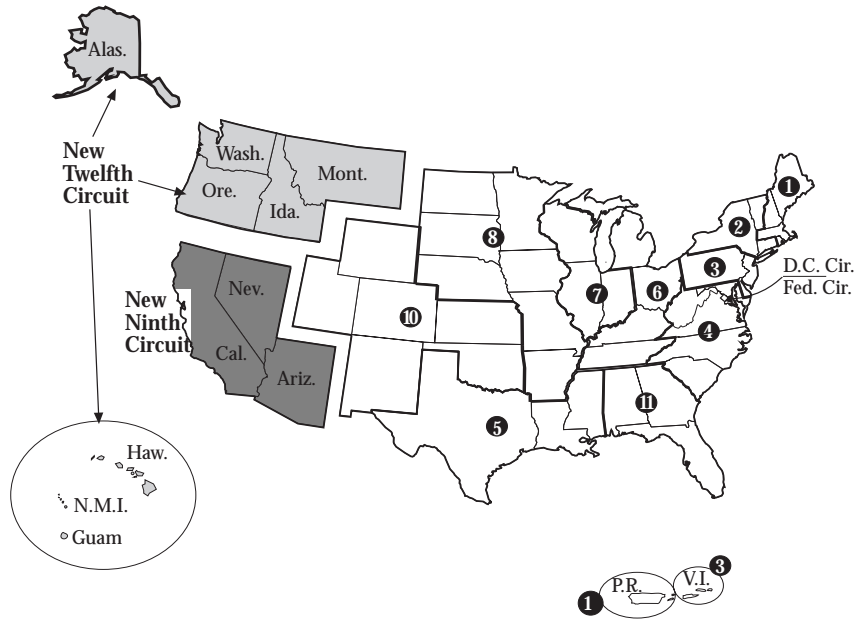 Alas.
New
Twelfth
Circuit
Wash.
Mont.
Ore.
Ida.
1
2
8
3
D.C. Cir.
Fed. Cir.
New
Ninth
Circuit
Nev.
7
6
10
4
Cal.
Ariz.
11
5
Haw.
N.M.I.
Guam
P.R.
V.I.
3
1